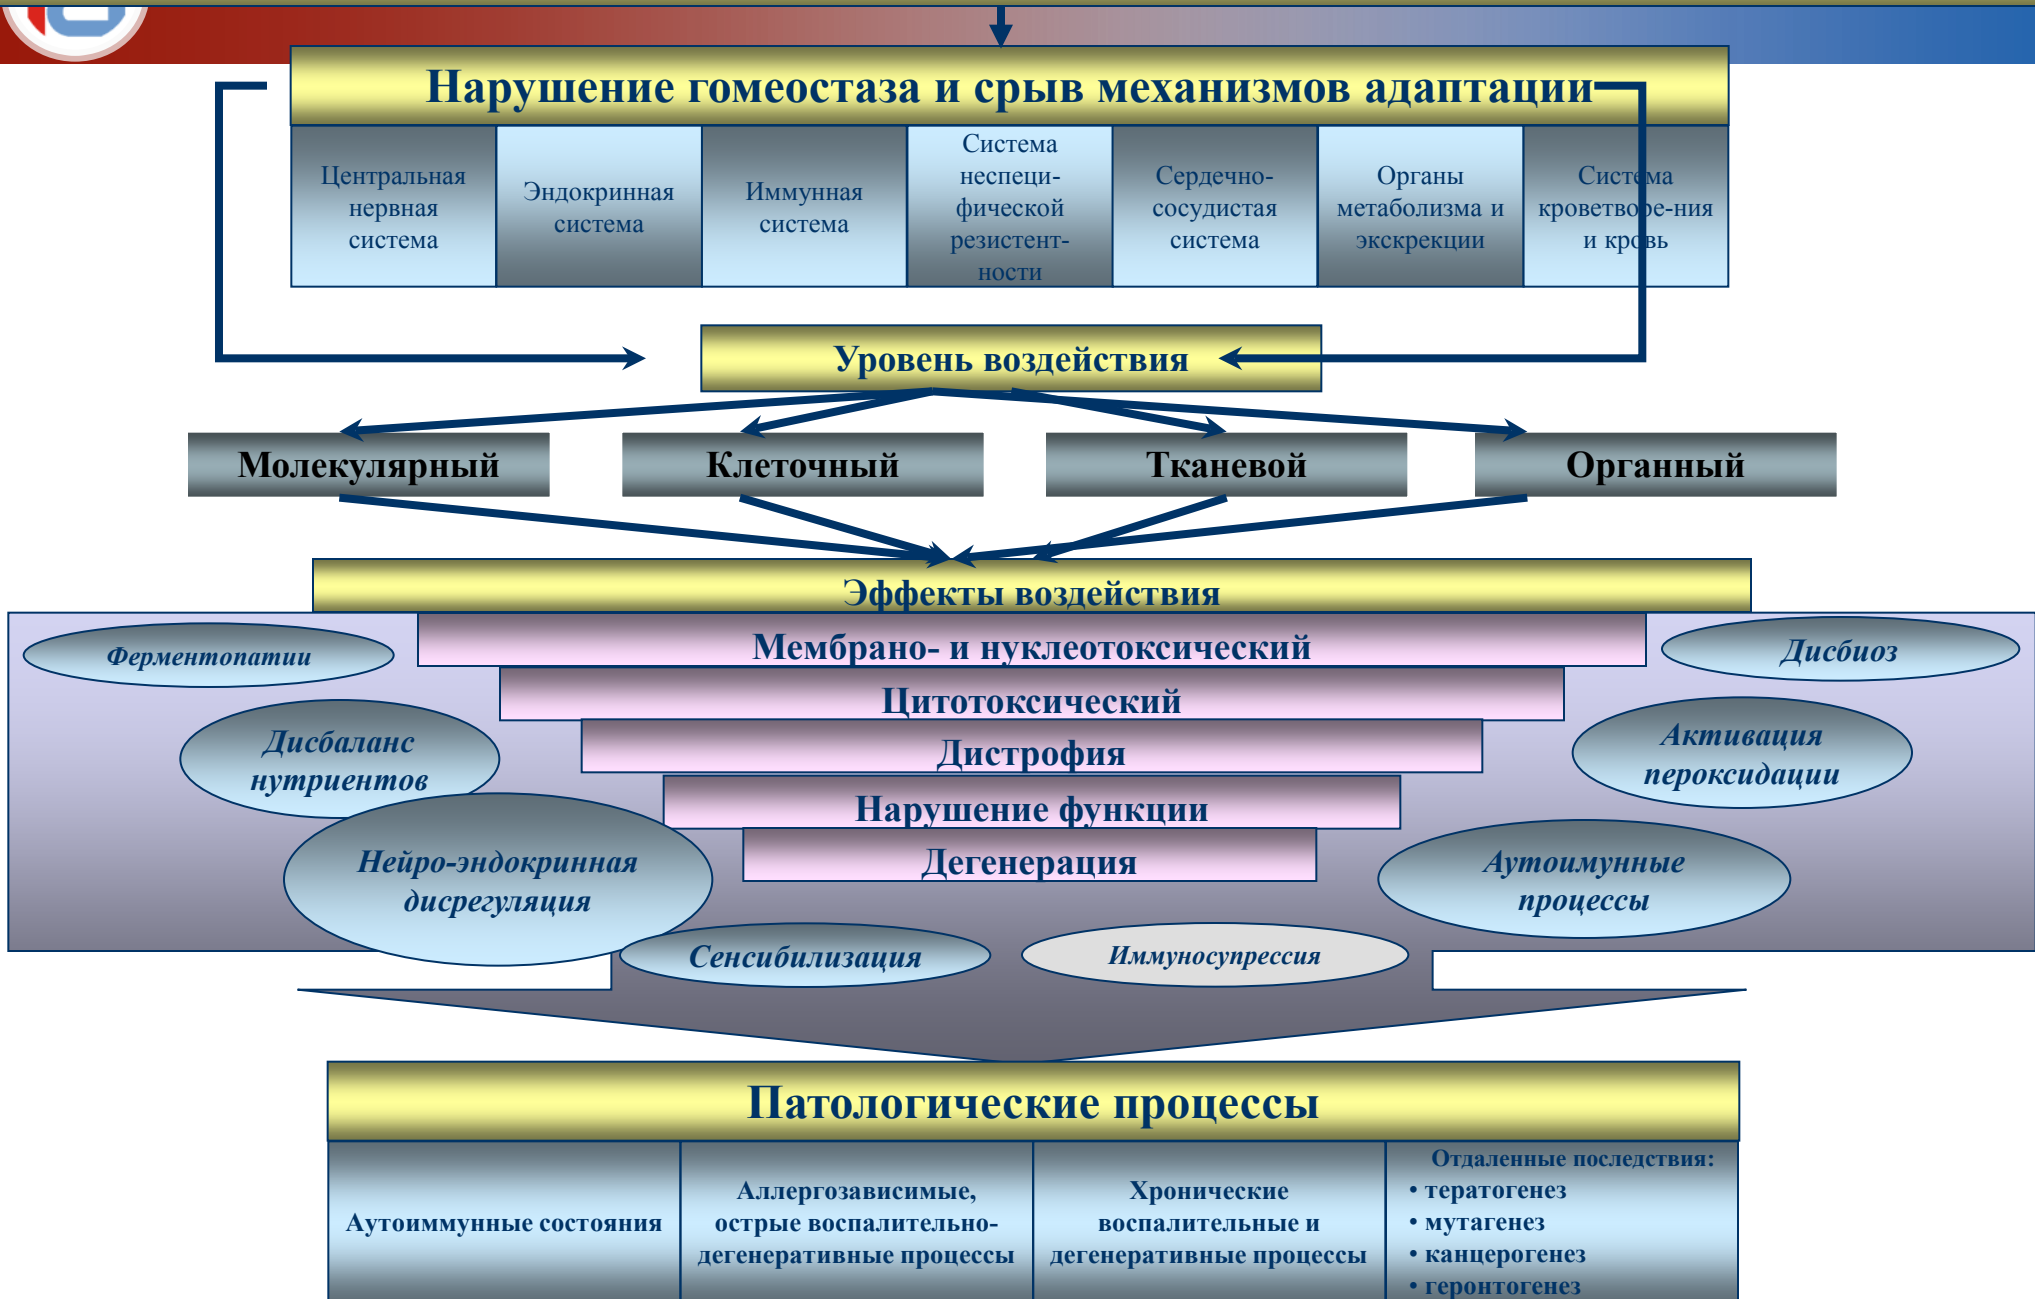 Нарушение гомеостаза и срыв механизмов адаптации
Центральная
нервная
система
Эндокринная
система
Иммунная
система
Система
неспеци-
фической
резистент-
ности
Сердечно-
сосудистая
система
Органы
метаболизма и
экскреции
Система
кроветворе-ния
и кровь
Уровень воздействия
Молекулярный
Клеточный
Тканевой
Органный
Эффекты воздействия
Мембрано- и нуклеотоксический
Цитотоксический
Дистрофия
Нарушение функции
Дегенерация
Ферментопатии
Дисбаланс
нутриентов
Нейро-эндокринная
дисрегуляция
Сенсибилизация
Иммуносупрессия
Дисбиоз
Активация
пероксидации
Аутоимунные
процессы
Патологические процессы
Аутоиммунные состояния
Аллергозависимые,
острые воспалительно-
дегенеративные процессы
Хронические
воспалительные и
дегенеративные процессы
Отдаленные последствия:
• тератогенез
• мутагенез
• канцерогенез
• геронтогенез